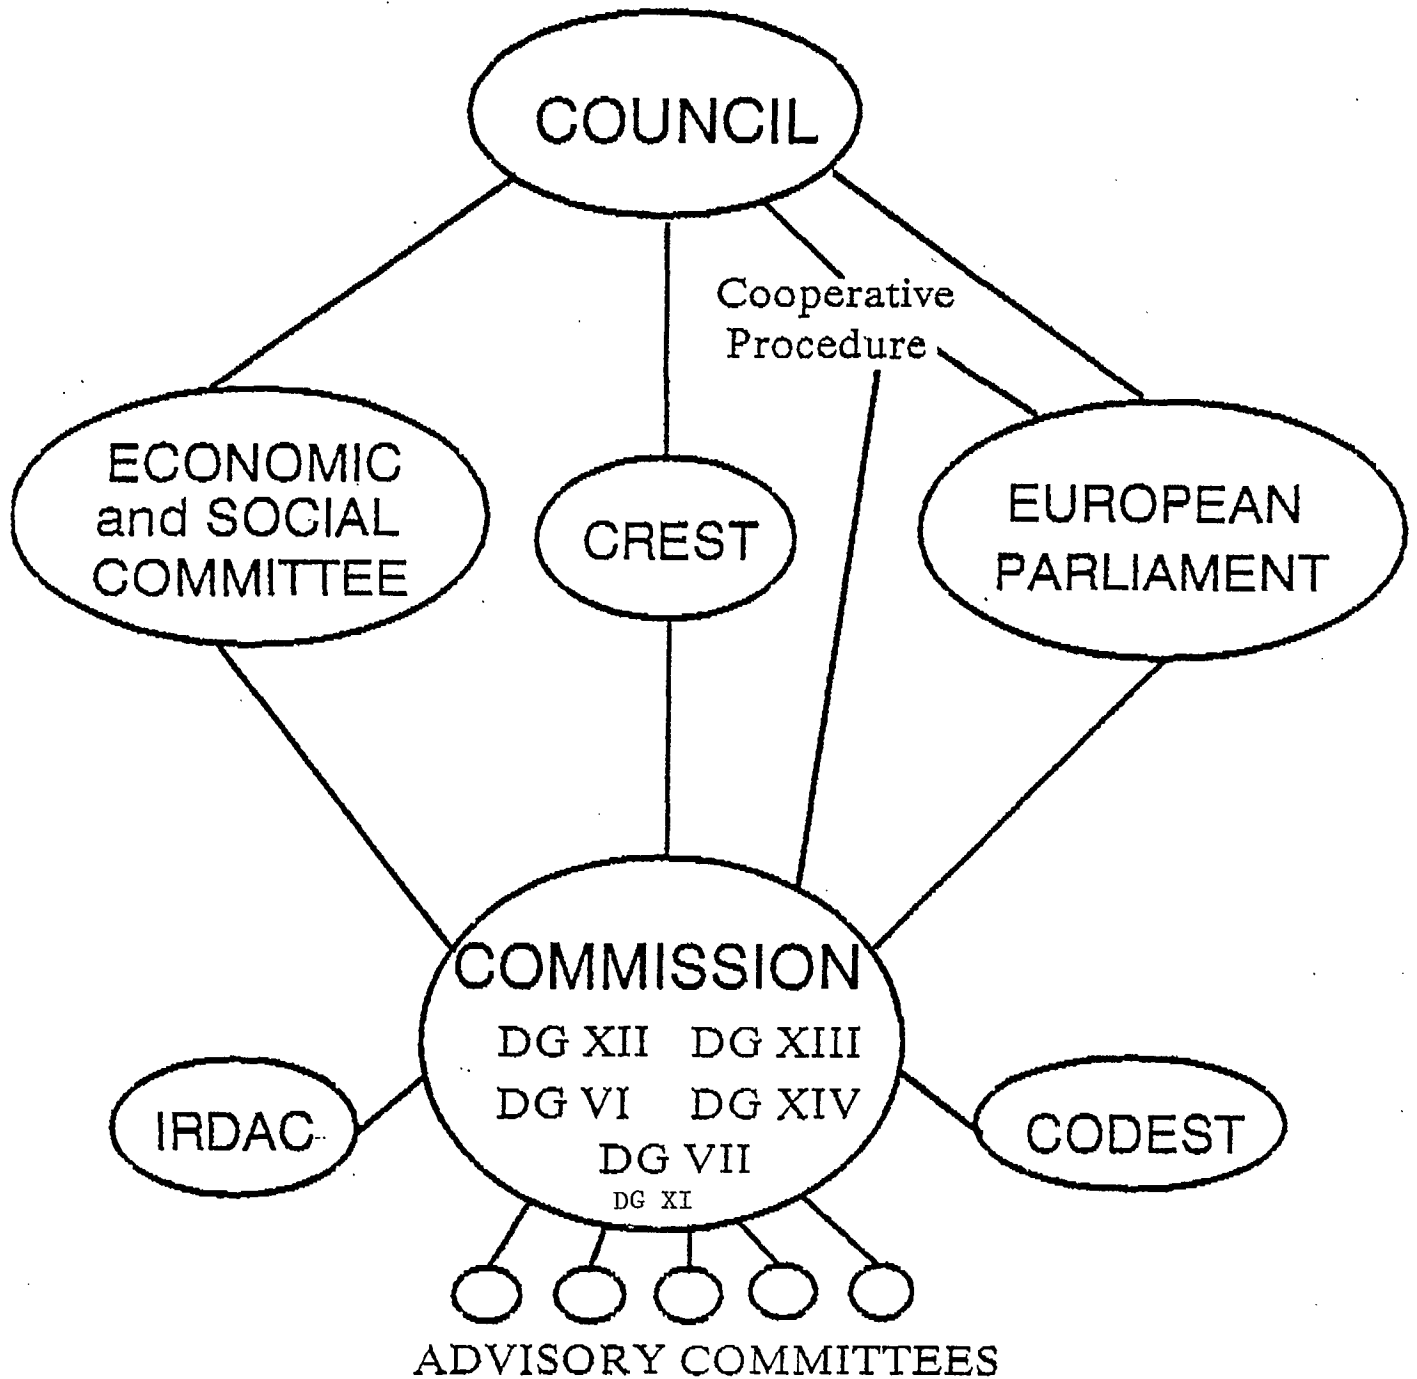 COUNCIL
Cooperative
Procedure
ECONOMIC
and SOCIAL
COMMITTEE
CREST
EUROPEAN
PARLIAMENT
COMMISSION
DG XII DG XIII
DG VI DG XIV
DG VII
DG XI
IRDAC
CODEST
ADVISORY COMMITTEES